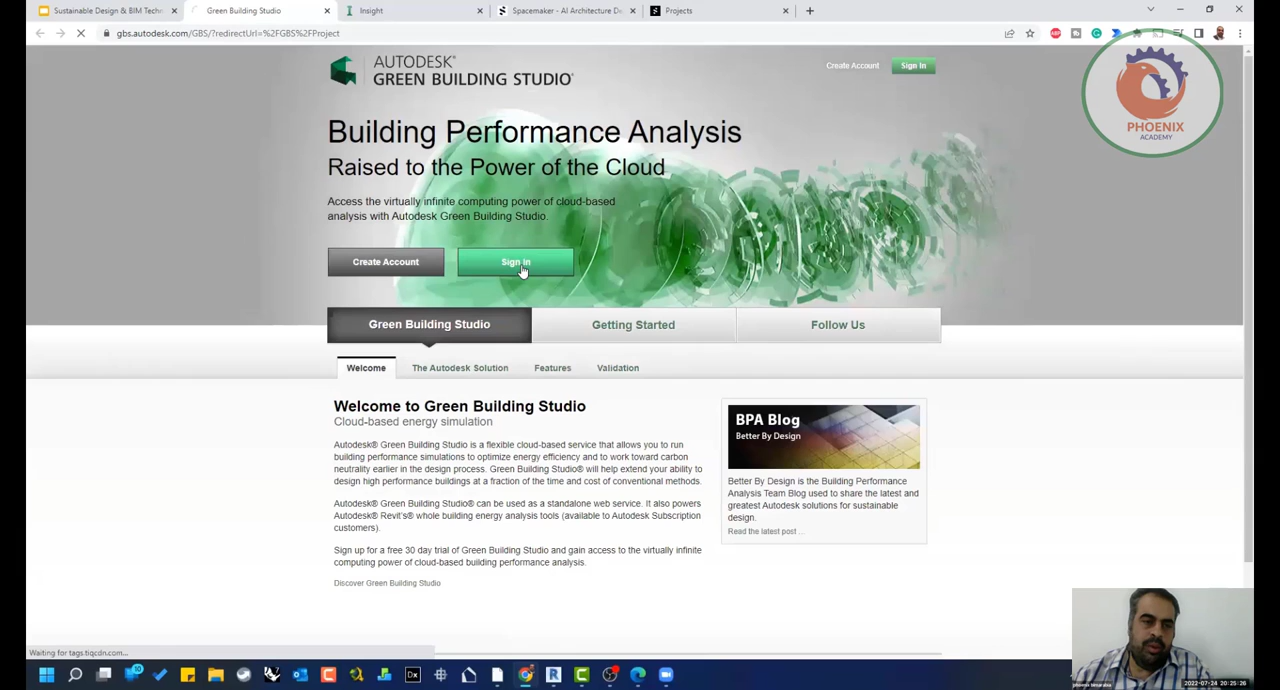 Sustainable Design & BIM Techn
Green Building Studio
Insight
Spacemaker - AI Architecture De
Projects
gbs.autodesk.com/GBS/?redirectUrl=%2FGBS%2FProject
AUTODESK®
GREEN BUILDING STUDIO®
Create Account
Sign In
PHOENIX
ACADEMY
Building Performance Analysis
Raised to the Power of the Cloud
Access the virtually infinite computing power of cloud-based
analysis with Autodesk Green Building Studio.
Create Account
Sign In
Green Building Studio
Getting Started
Follow Us
Welcome
The Autodesk Solution
Features
Validation
Welcome to Green Building Studio
Cloud-based energy simulation
Autodesk® Green Building Studio is a flexible cloud-based service that allows you to run
building performance simulations to optimize energy efficiency and to work toward carbon
neutrality earlier in the design process. Green Building Studio® will help extend your ability to
design high performance buildings at a fraction of the time and cost of conventional methods.
Autodesk® Green Building Studio® can be used as a standalone web service. It also powers
Autodesk® Revit's® whole building energy analysis tools (available to Autodesk Subscription
customers).
Sign up for a free 30 day trial of Green Building Studio and gain access to the virtually infinite
computing power of cloud-based building performance analysis.
Discover Green Building Studio
BPA Blog
Better By Design
Better By Design is the Building Performance
Analysis Team Blog used to share the latest and
greatest Autodesk solutions for sustainable
design.
Read the latest post ...
Waiting for tags.tiqcdn.com...
10
Dx
R
2022-07-24 20:25:26